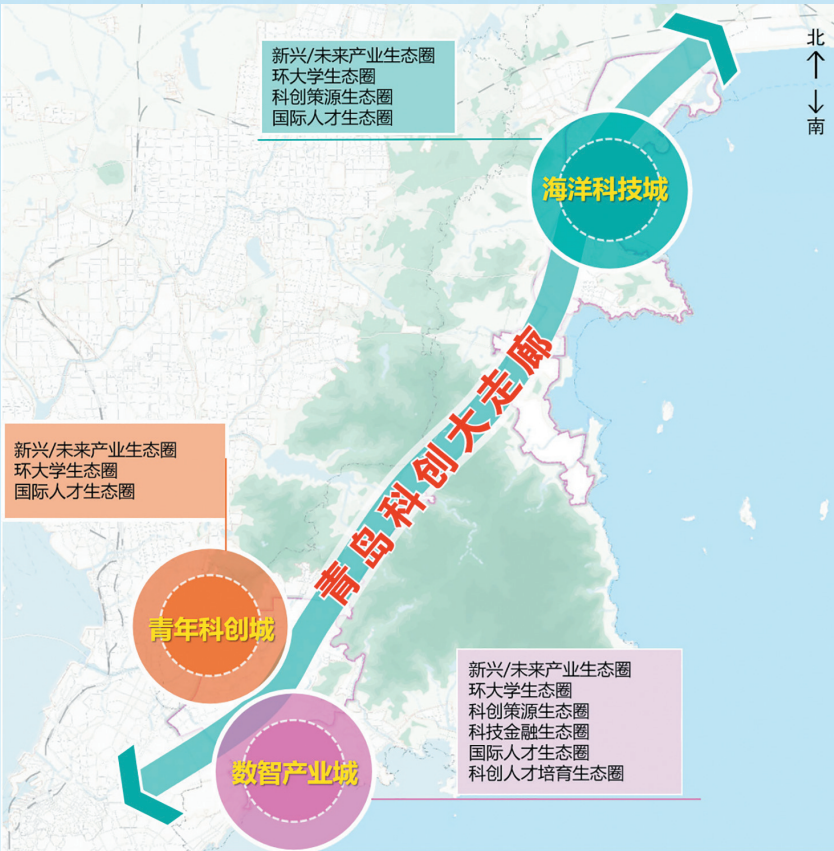 新兴/未来产业生态圈
环大学生态圈
科创策源生态圈
国际人才生态圈
北
南
海洋科技城
青岛科创大走廊
新兴/未来产业生态圈
环大学生态圈
国际人才生态圈
青年科创城
新兴/未来产业生态圈
环大学生态圈
科创策源生态圈
科技金融生态圈
国际人才生态圈
科创人才培育生态圈
数智产业城